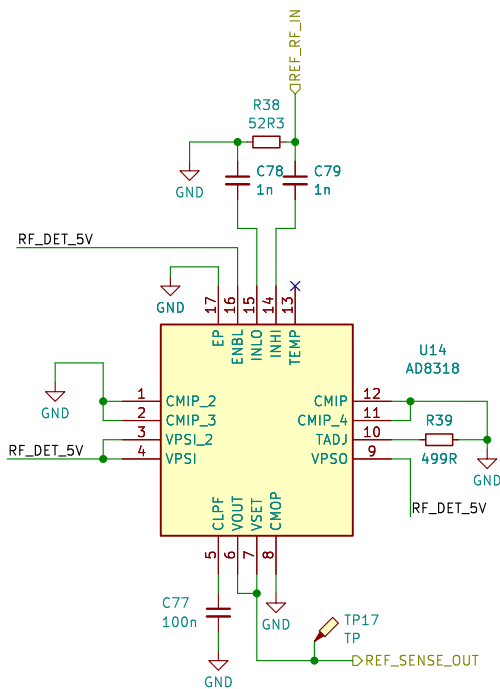 REF_RF_IN
R38
52R3
C78
1n
C79
1n
GND
RF_DET_5V
GND
17
16
15
14
13
EP
ENBL
INLO
INHI
TEMP
U14
AD8318
1
CMIP_2
2
CMIP_3
3
VPSI_2
4
VPSI
GND
RF_DET_5V
CMIP
12
CMIP_4
11
TADJ
10
VPSO
9
R39
499R
GND
RF_DET_5V
CLPF
VOUT
VSET
CMOP
5
6
7
8
C77
100n
GND
GND
TP17
TP
REF_SENSE_OUT